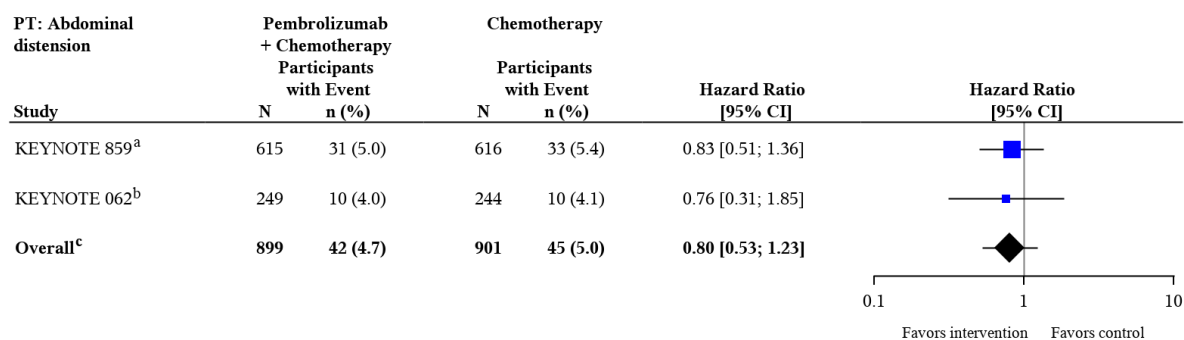 PT: Abdominal distension
Pembrolizumab + Chemotherapy
Chemotherapy
Participants with Event
Participants with Event
Hazard Ratio
Hazard Ratio
Study N n (%) N n (%) [95% CI] [95% CI]
KEYNOTE 859a 615 31 (5.0) 616 33 (5.4) 0.83 [0.51; 1.36]
KEYNOTE 062b 249 10 (4.0) 244 10 (4.1) 0.76 [0.31; 1.85]
Overallc 899 42 (4.7) 901 45 (5.0) 0.80 [0.53; 1.23]
0.1 1 10
Favors intervention Favors control